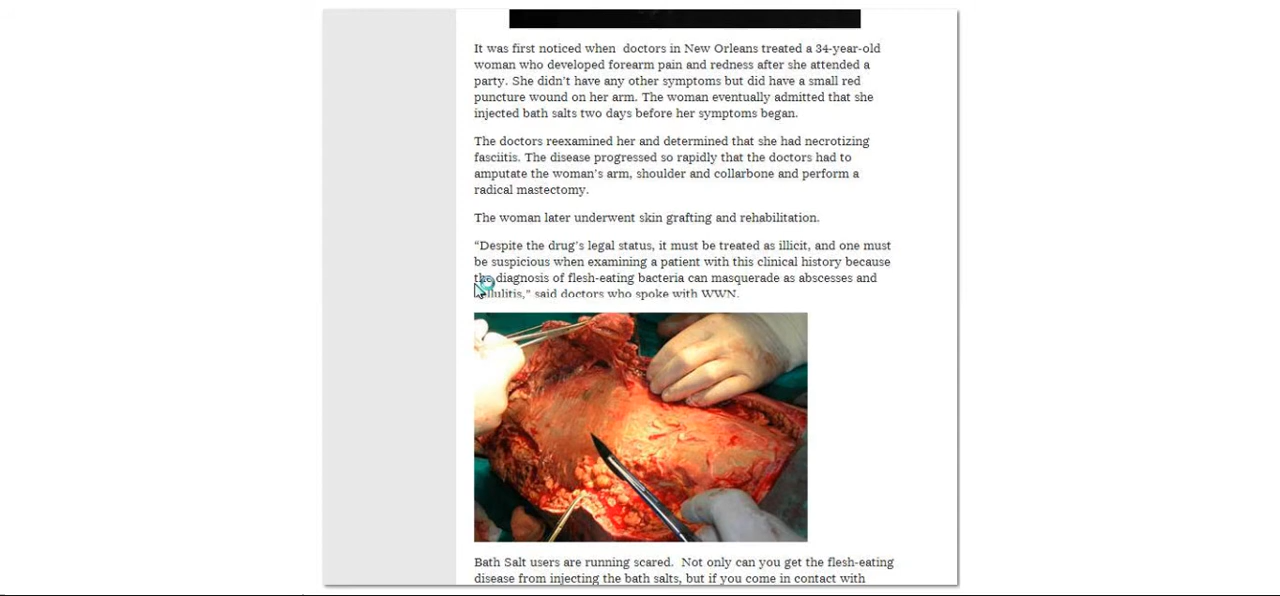 It was first noticed when  doctors in New Orleans treated a 34-year-old
woman who developed forearm pain and redness after she attended a
party. She didn't have any other symptoms but did have a small red
puncture wound on her arm. The woman eventually admitted that she
injected bath salts two days before her symptoms began.
The doctors reexamined her and determined that she had necrotizing
fasciitis. The disease progressed so rapidly that the doctors had to
amputate the woman's arm, shoulder and collarbone and perform a
radical mastectomy.
The woman later underwent skin grafting and rehabilitation.
"Despite the drug's legal status, it must be treated as illicit, and one must
be suspicious when examining a patient with this clinical history because
the diagnosis of flesh-eating bacteria can masquerade as abscesses and
cellulitis," said doctors who spoke with WWN.
Bath Salt users are running scared.  Not only can you get the flesh-eating
disease from injecting the bath salts, but if you come in contact with